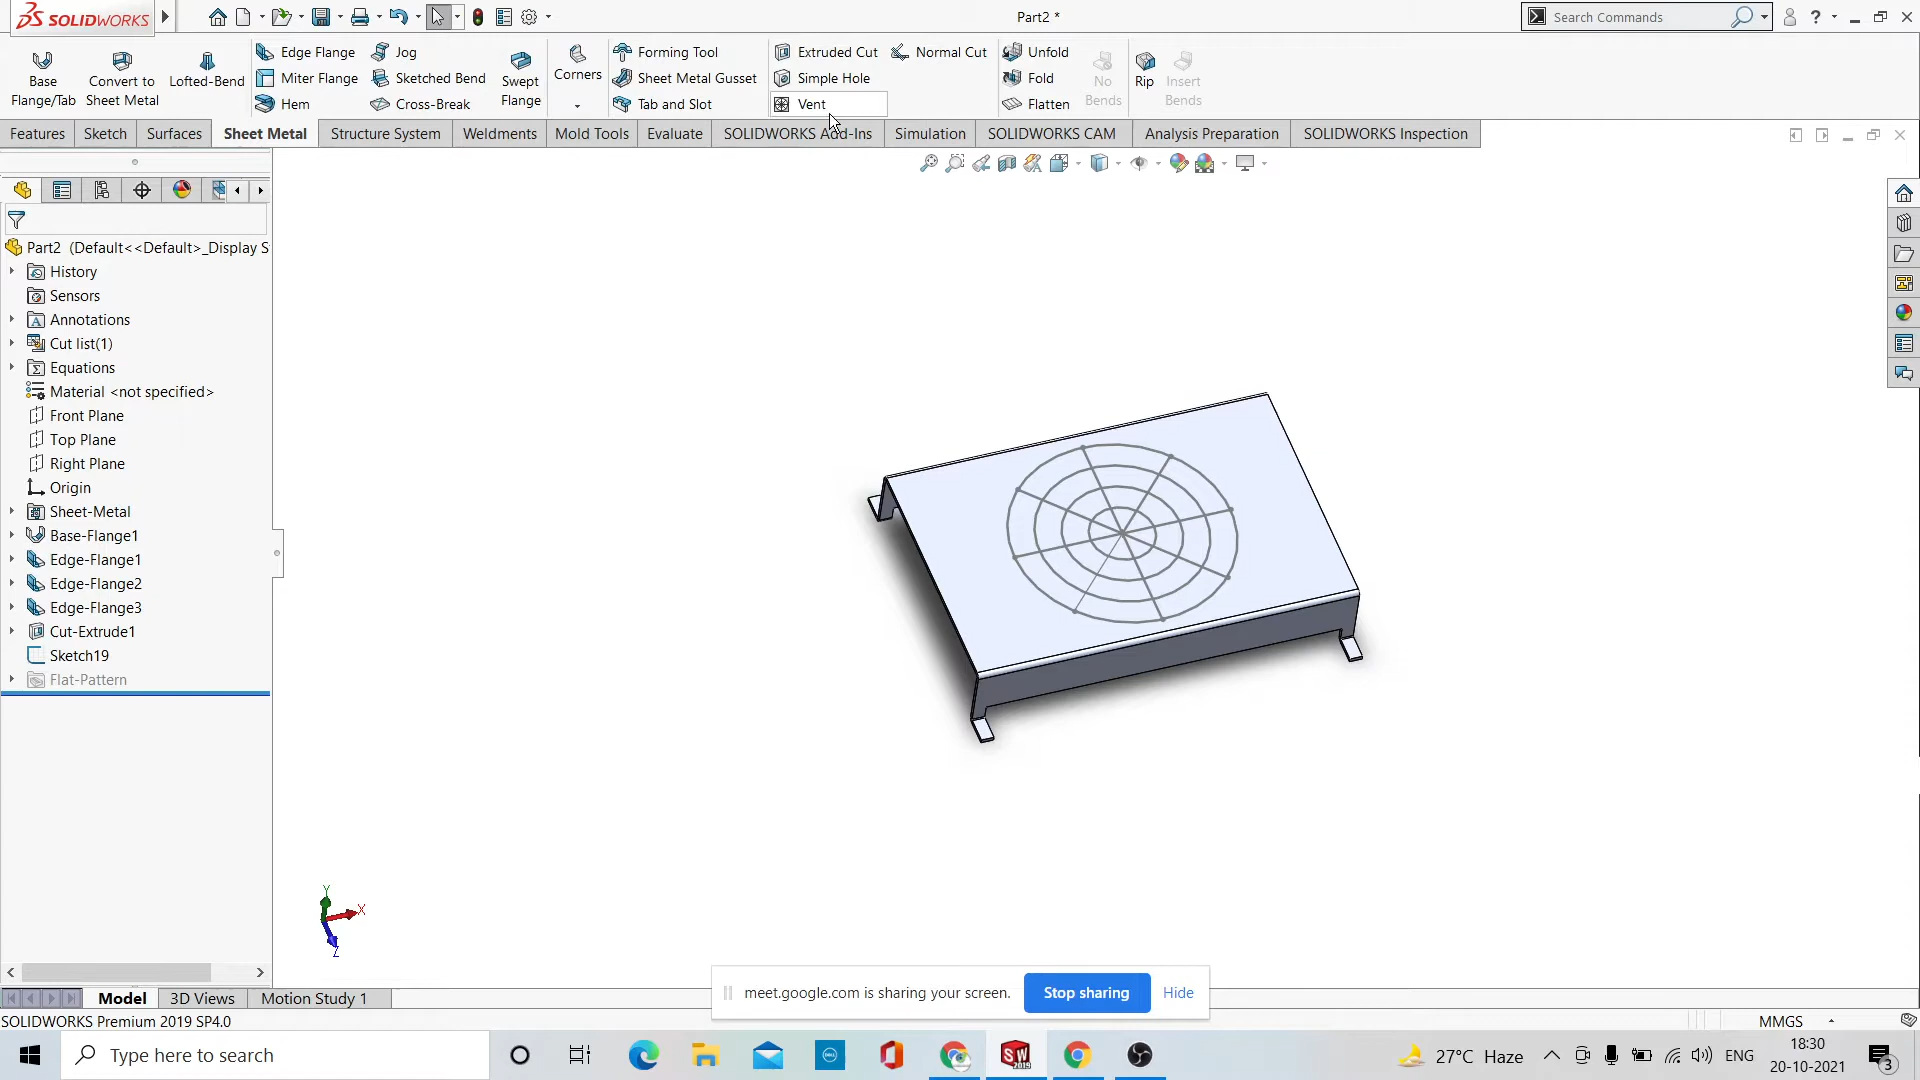 SOLIDWORKS
Part2 *
Search Commands
Base Flange/Tab
Convert to Sheet Metal
Lofted-Bend
Edge Flange
Miter Flange
Hem
Jog
Sketched Bend
Cross-Break
Swept Flange
Corners
Forming Tool
Sheet Metal Gusset
Tab and Slot
Extruded Cut
Simple Hole
Vent
Normal Cut
Unfold
Fold
Flatten
No Bends
Rip
Insert Bends
Features
Sketch
Surfaces
Sheet Metal
Structure System
Weldments
Mold Tools
Evaluate
SOLIDWORKS Add-Ins
Simulation
SOLIDWORKS CAM
Analysis Preparation
SOLIDWORKS Inspection
Part2 (Default<<Default>_Display S
History
Sensors
Annotations
Cut list(1)
Equations
Material <not specified>
Front Plane
Top Plane
Right Plane
Origin
Sheet-Metal
Base-Flange1
Edge-Flange1
Edge-Flange2
Edge-Flange3
Cut-Extrude1
Sketch19
Flat-Pattern
Y
X
Z
meet.google.com is sharing your screen.
Stop sharing
Hide
Model
3D Views
Motion Study 1
SOLIDWORKS Premium 2019 SP4.0
MMGS
Type here to search
DELL
SW
2019
27°C Haze
ENG
18:30
20-10-2021
3